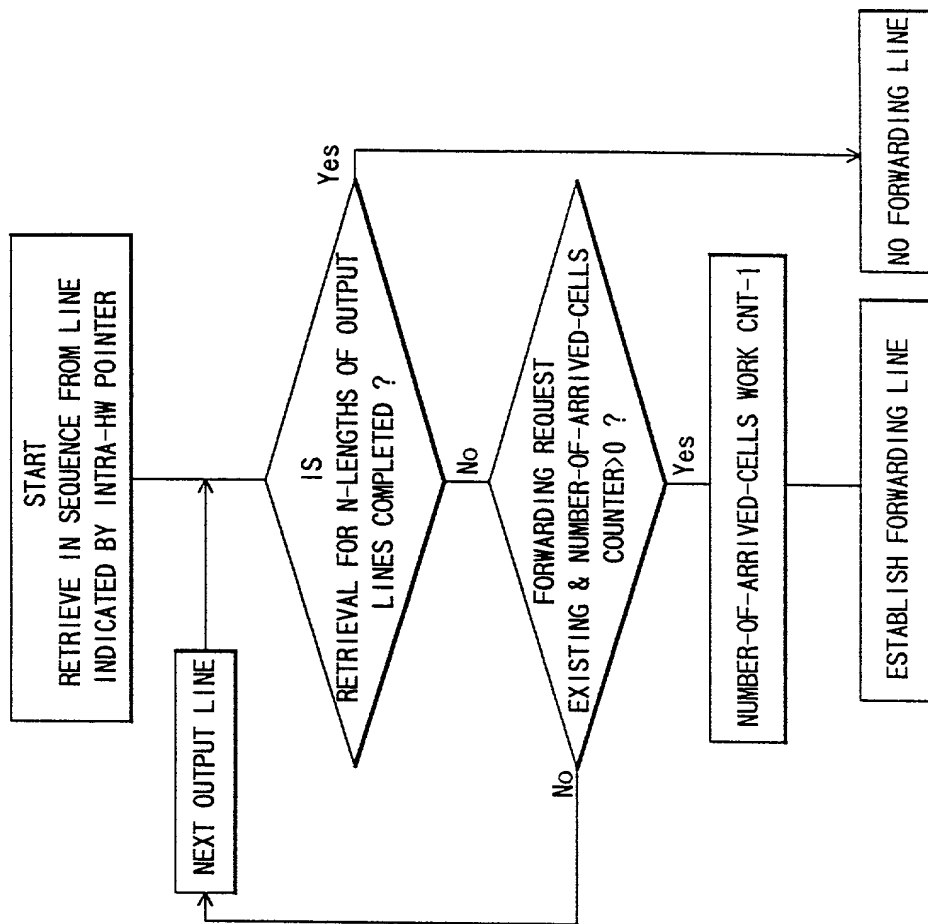 START
RETRIEVE IN SEQUENCE FROM LINE
INDICATED BY INTRA-HW POINTER
NEXT OUTPUT LINE
IS
RETRIEVAL FOR N-LENGTHS OF OUTPUT
LINES COMPLETED ?
Yes
No
FORWARDING REQUEST
EXISTING & NUMBER-OF-ARRIVED-CELLS
COUNTER>0 ?
No
Yes
NUMBER-OF-ARRIVED-CELLS WORK CNT-1
ESTABLISH FORWARDING LINE
NO FORWARDING LINE